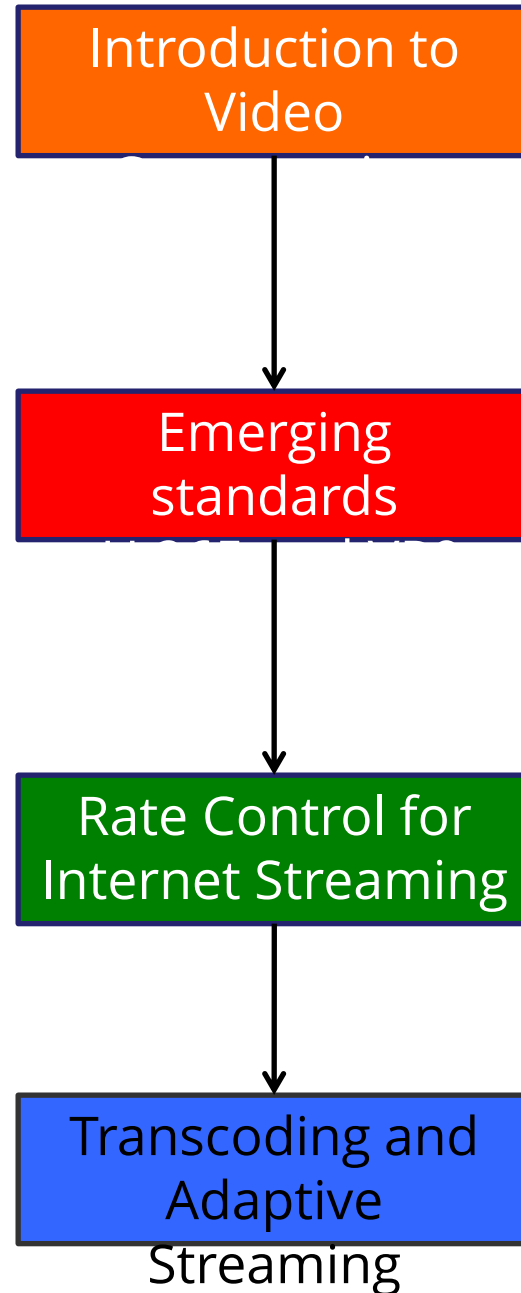 Introduction to
Video
Emerging
standards
Rate Control for
Internet Streaming
Transcoding and
Adaptive
Streaming